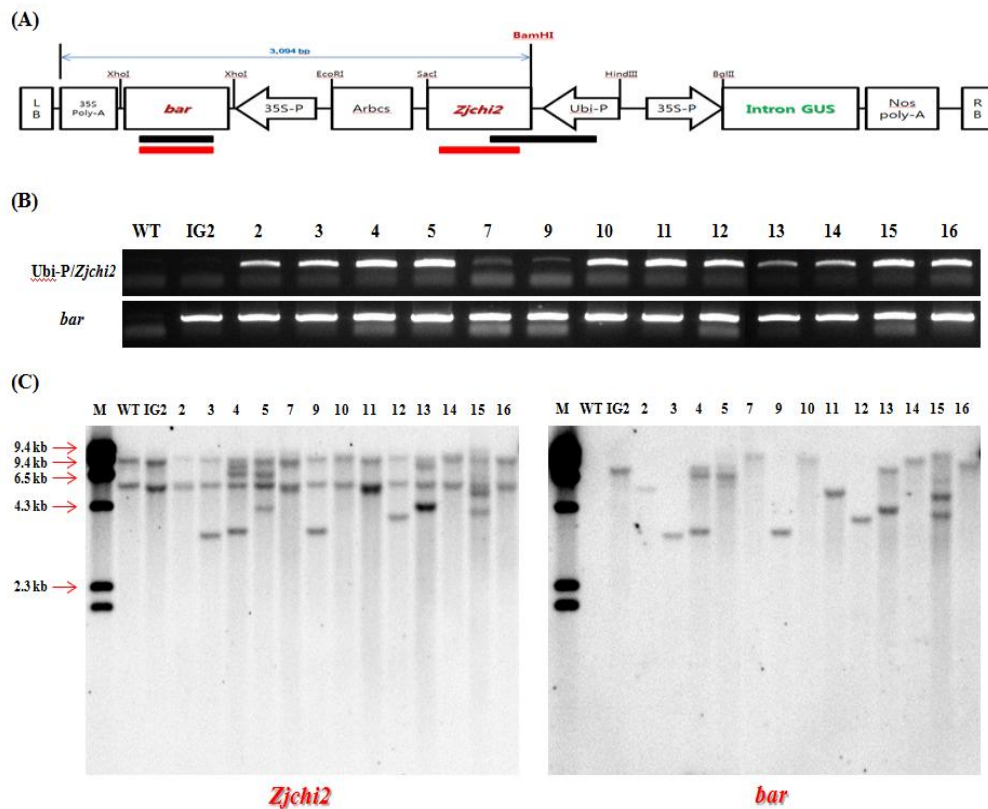 (A)
BamHI
3,094 bp
XhoI XhoI EcoRI SacI HindIII BglII
L B 35S Poly-A bar 35S-P Arbcs Zjchi2 Ubi-P 35S-P Intron GUS Nos poly-A R B
(B)
WT IG2 2 3 4 5 7 9 10 11 12 13 14 15 16
Ubi-P/Zjchi2
bar
(C)
M WT IG2 2 3 4 5 7 9 10 11 12 13 14 15 16
M WT IG2 2 3 4 5 7 9 10 11 12 13 14 15 16
9.4 kb
9.4 kb
6.5 kb
4.3 kb
2.3 kb
Zjchi2 bar